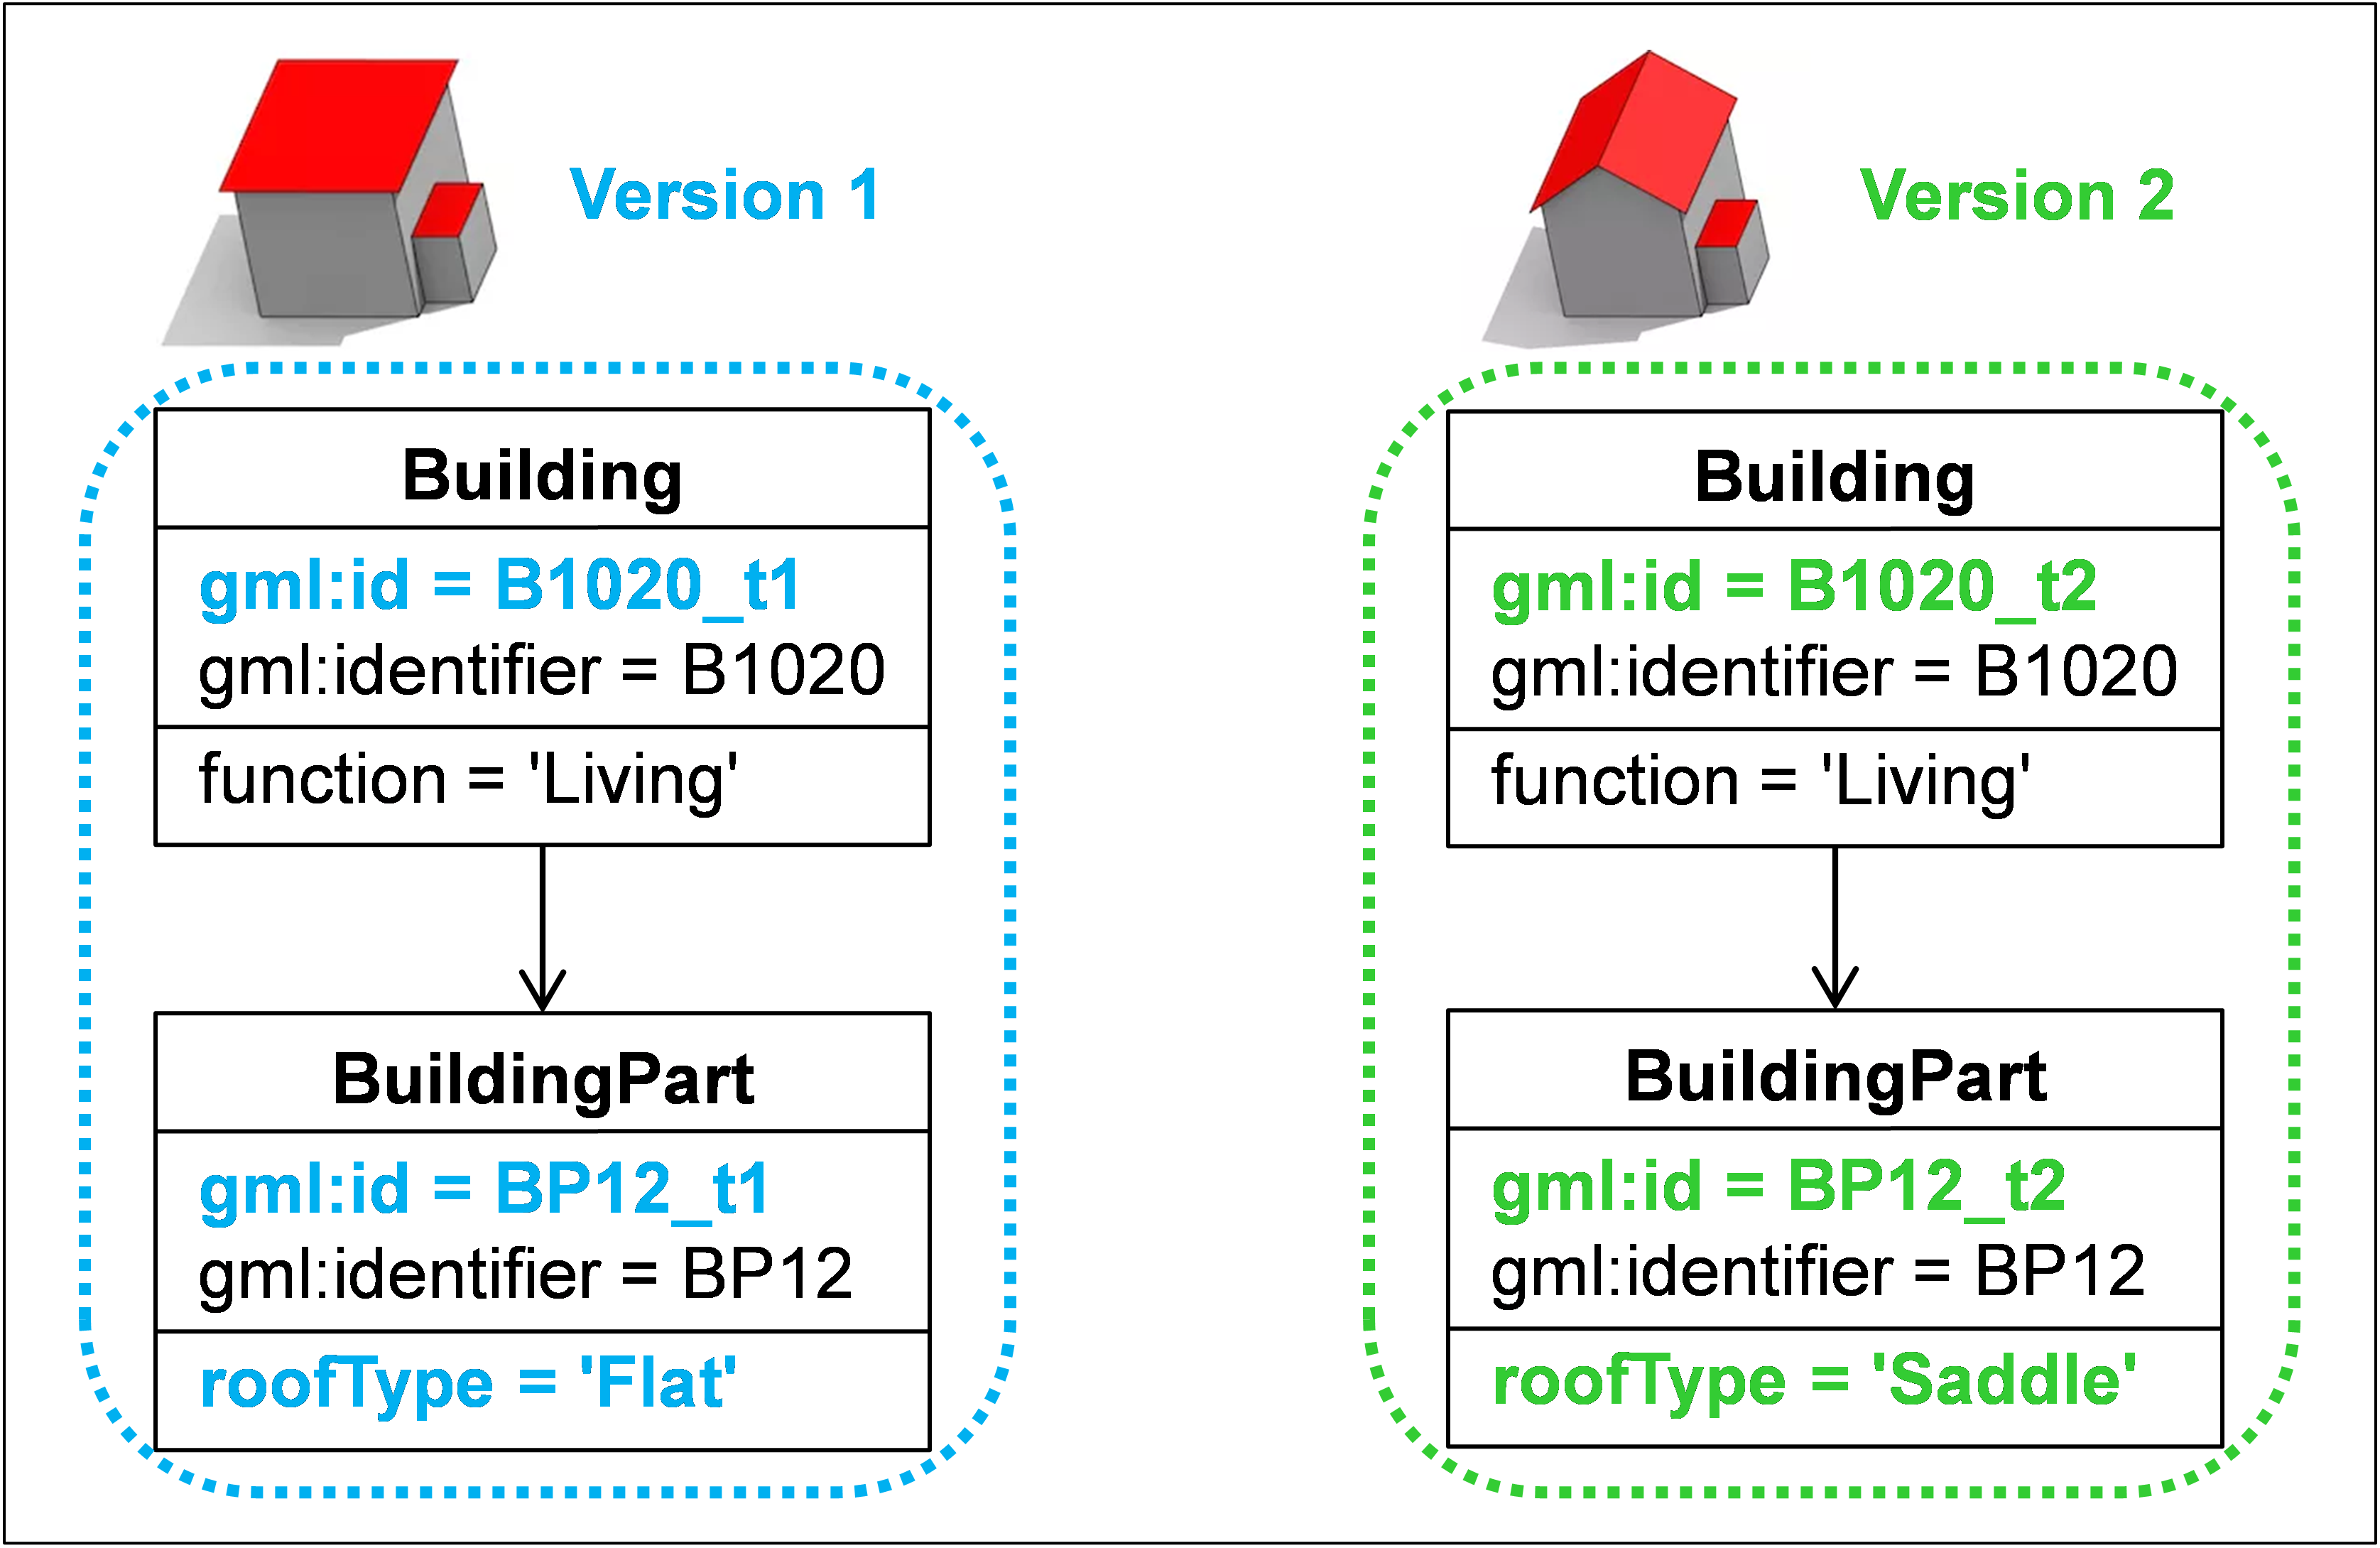 Version 1
Building
gml:id = B1020_t1
gml:identifier = B1020
function = 'Living'
BuildingPart
gml:id = BP12_t1
gml:identifier = BP12
roofType = 'Flat'
Version 2
Building
gml:id = B1020_t2
gml:identifier = B1020
function = 'Living'
BuildingPart
gml:id = BP12_t2
gml:identifier = BP12
roofType = 'Saddle'